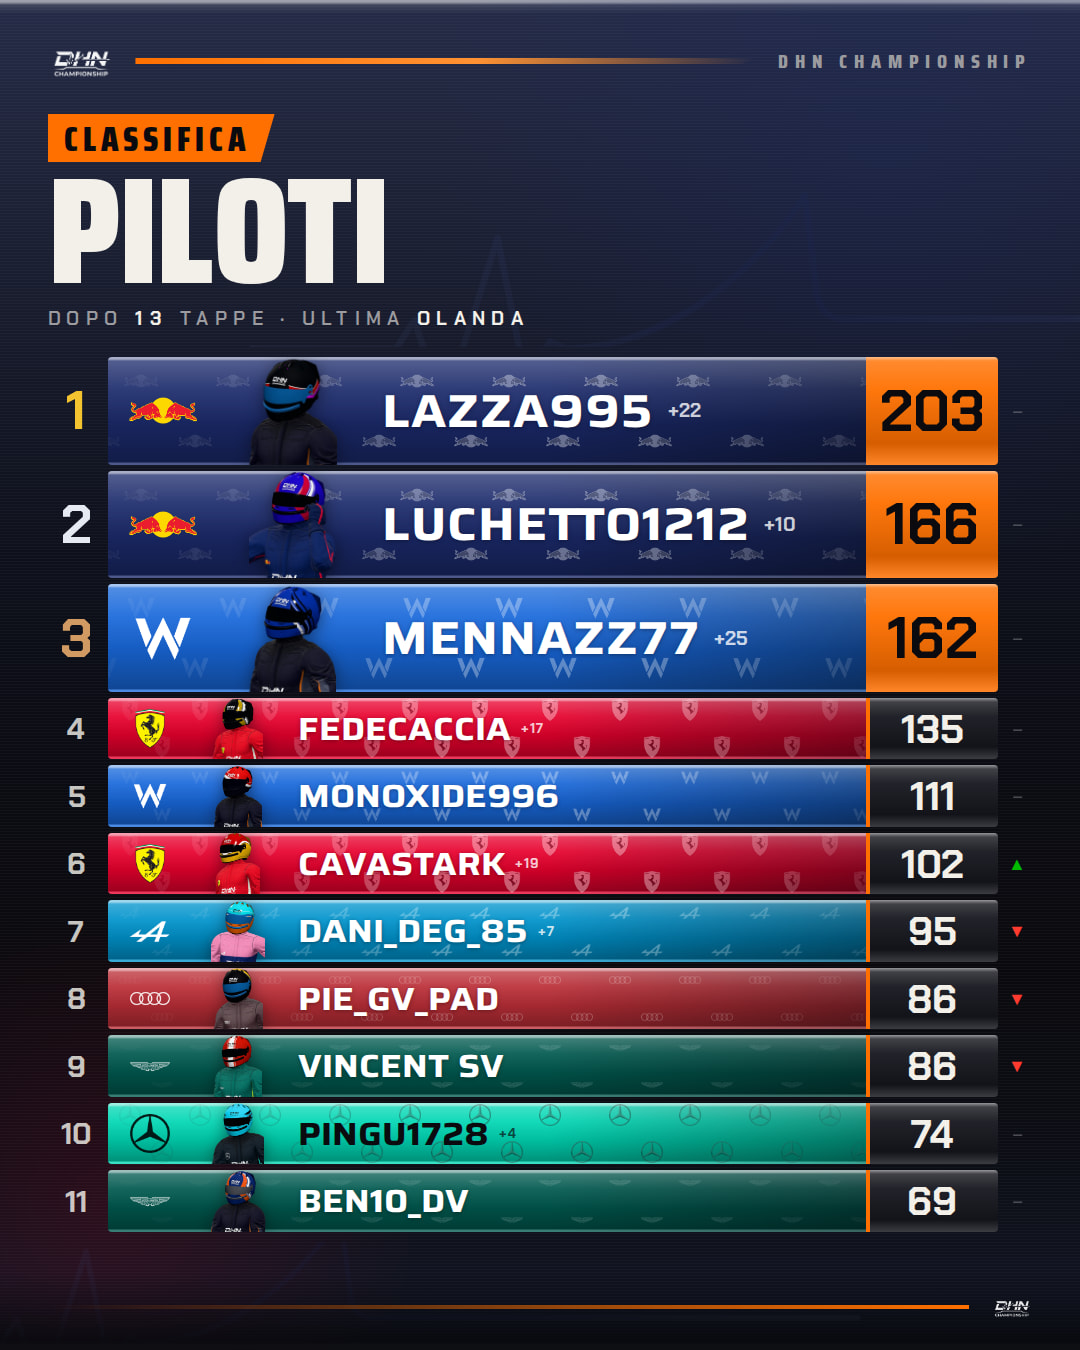 DHN
CHAMPIONSHIP
DHN CHAMPIONSHIP
CLASSIFICA
PILOTI
DOPO 13 TAPPE · ULTIMA OLANDA
1 LAZZA995 +22 203 –
2 LUCHETTO1212 +10 166 –
3 MENNAZZ77 +25 162 –
4 FEDECACCIA +17 135 –
5 MONOXIDE996 111 –
6 CAVASTARK +19 102 ▲
7 DANI_DEG_85 +7 95 ▼
8 PIE_GV_PAD 86 ▼
9 VINCENT SV 86 ▼
10 PINGU1728 +4 74 –
11 BEN10_DV 69 –
DHN
CHAMPIONSHIP